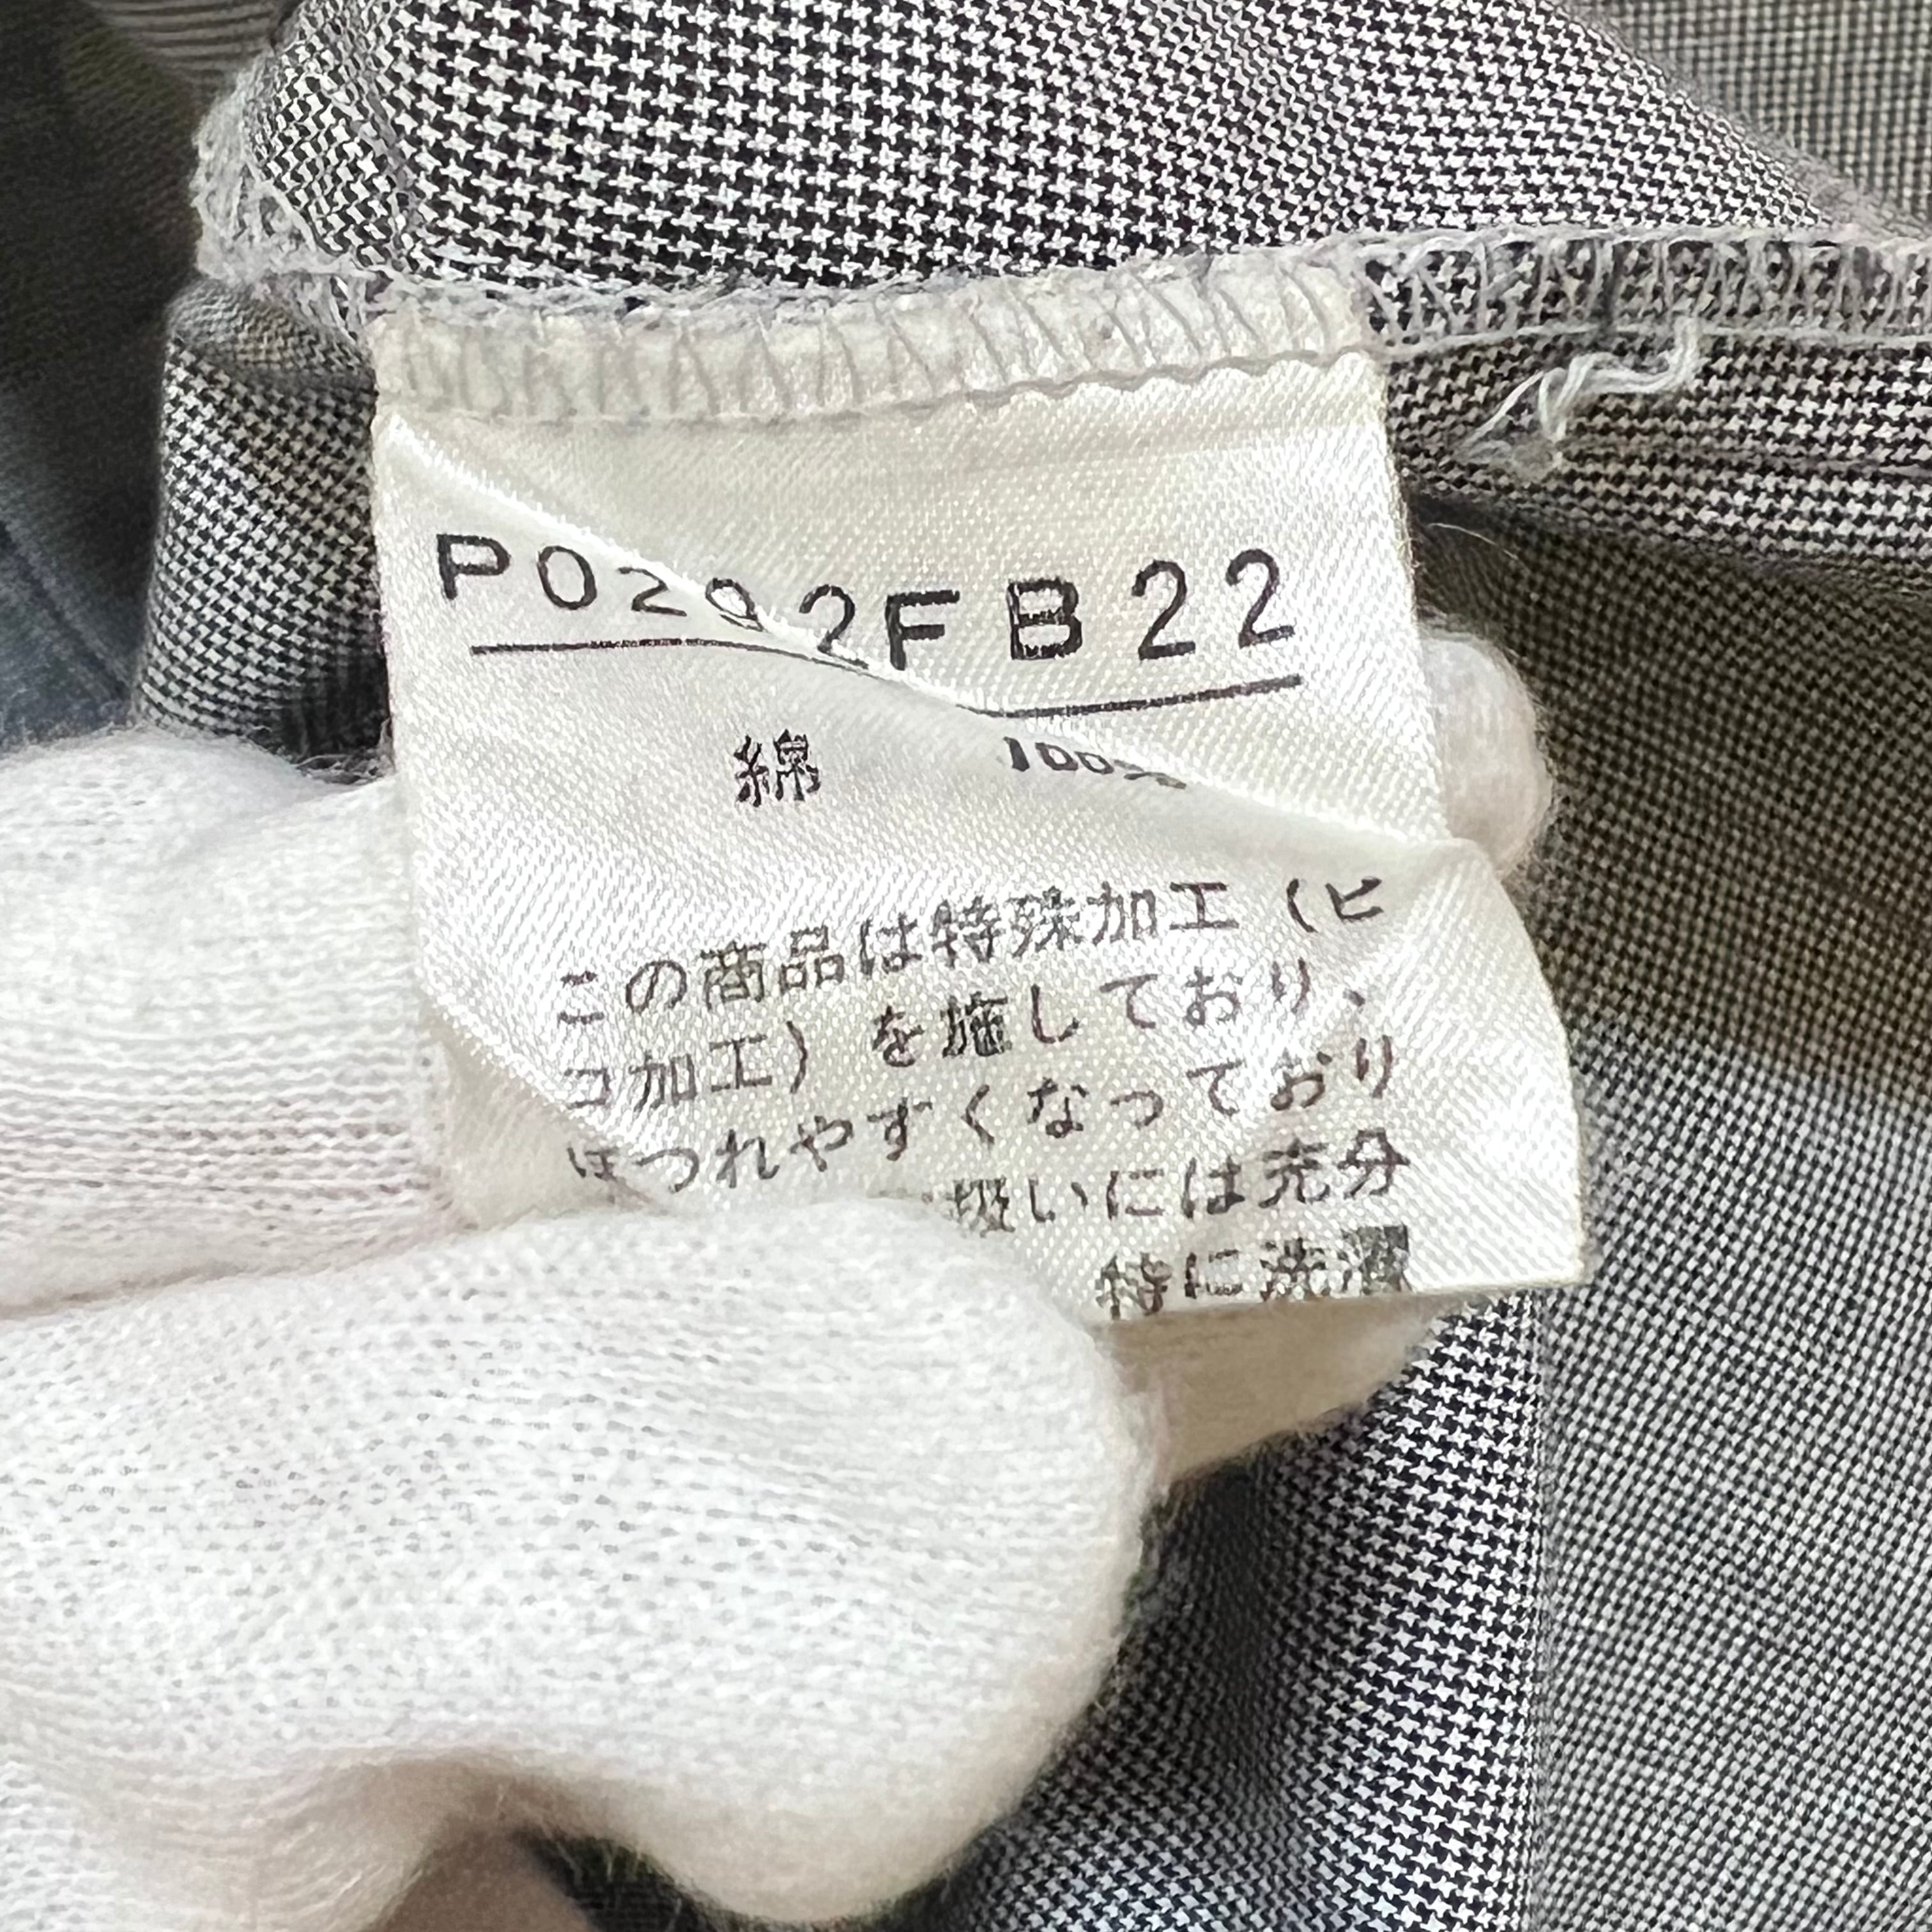 P0292FB22
綿 100%
この商品は特殊加工（ピ
コ加工）を施しており、
ほつれやすくなっており
扱いには充分
特に洗濯